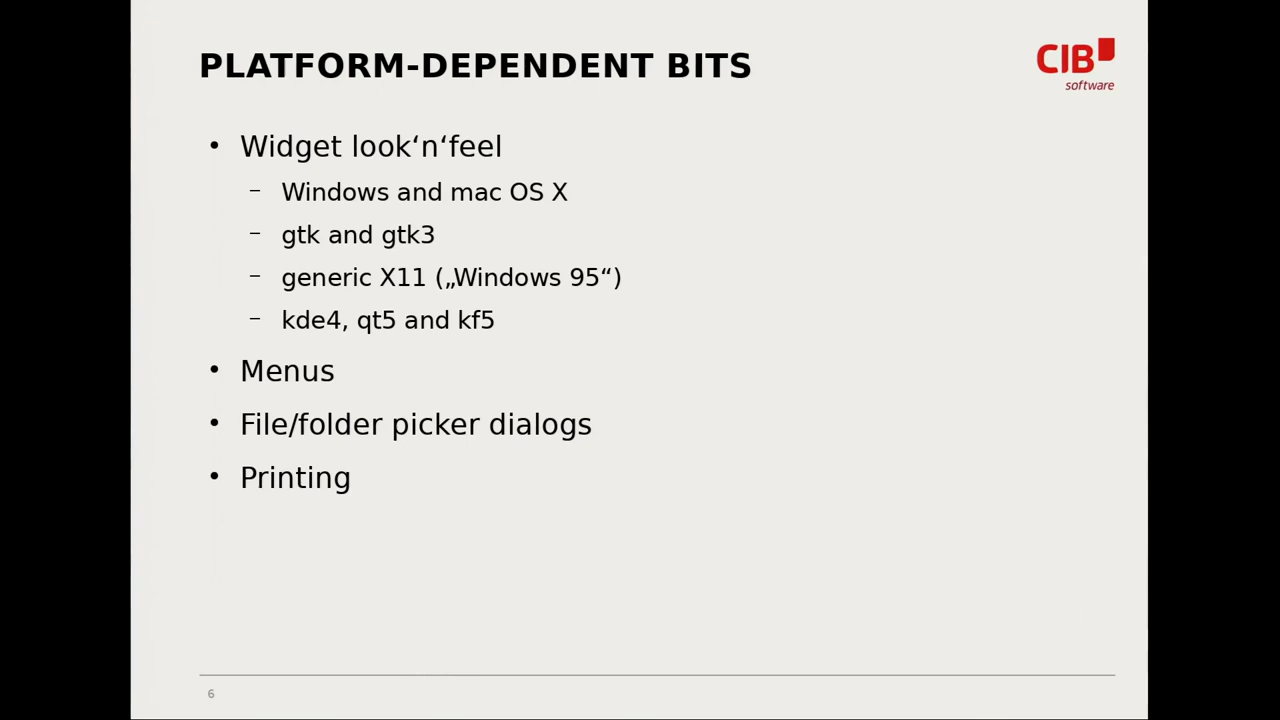 PLATFORM-DEPENDENT BITS
CIB
software
• Widget look‘n‘feel
– Windows and mac OS X
– gtk and gtk3
– generic X11 („Windows 95“)
– kde4, qt5 and kf5
• Menus
• File/folder picker dialogs
• Printing
6